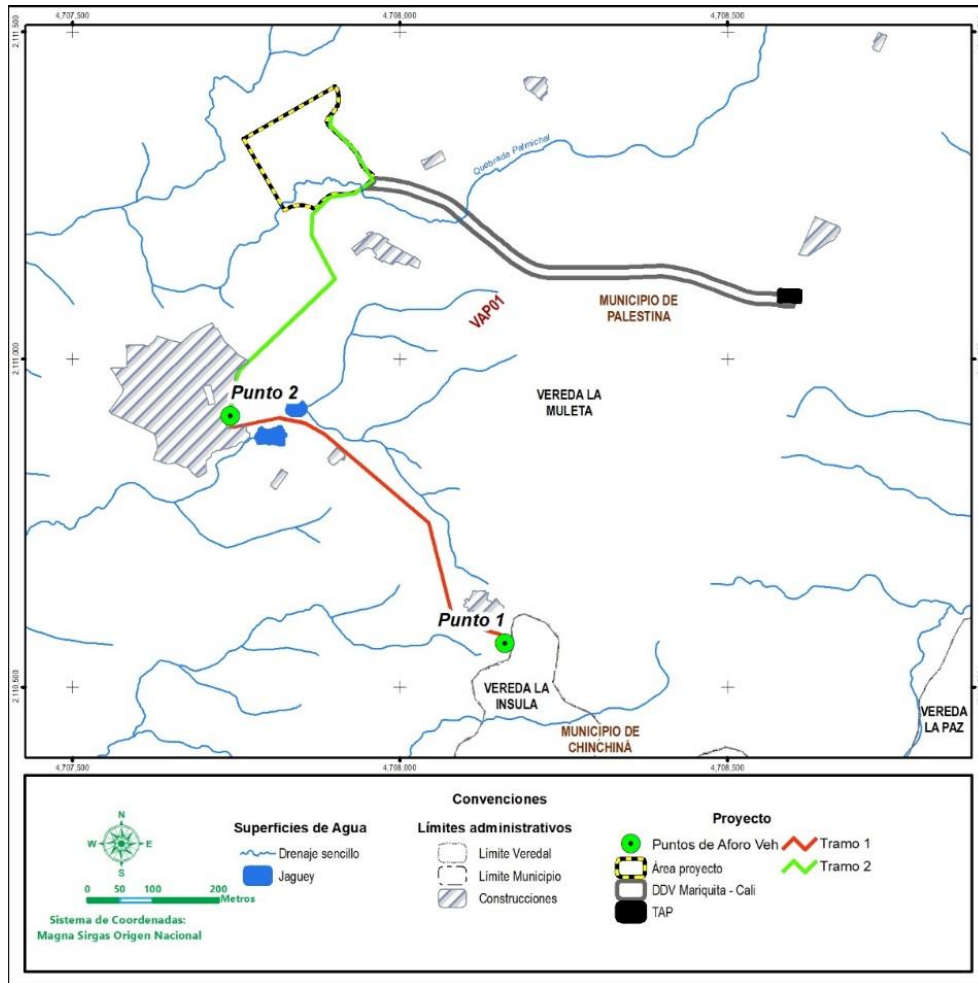 4,707,500
4,708,000
4,708,500
2,111,500
Quebrada Palmichal
VAP01
MUNICIPIO DE
PALESTINA
2,111,000
Punto 2
VEREDA LA
MULETA
Punto 1
2,110,500
VEREDA LA
INSULA
VEREDA
LA PAZ
MUNICIPIO DE
CHINCHINÁ
4,707,500
4,708,000
4,708,500
Convenciones
N
W
E
S
0 50 100 200
Metros
Sistema de Coordenadas:
Magna Sirgas Origen Nacional
Superficies de Agua
Drenaje sencillo
Jaguey
Límites administrativos
Límite Veredal
Límite Municipio
Construcciones
Proyecto
Puntos de Aforo Veh
Área proyecto
DDV Mariquita - Cali
TAP
Tramo 1
Tramo 2